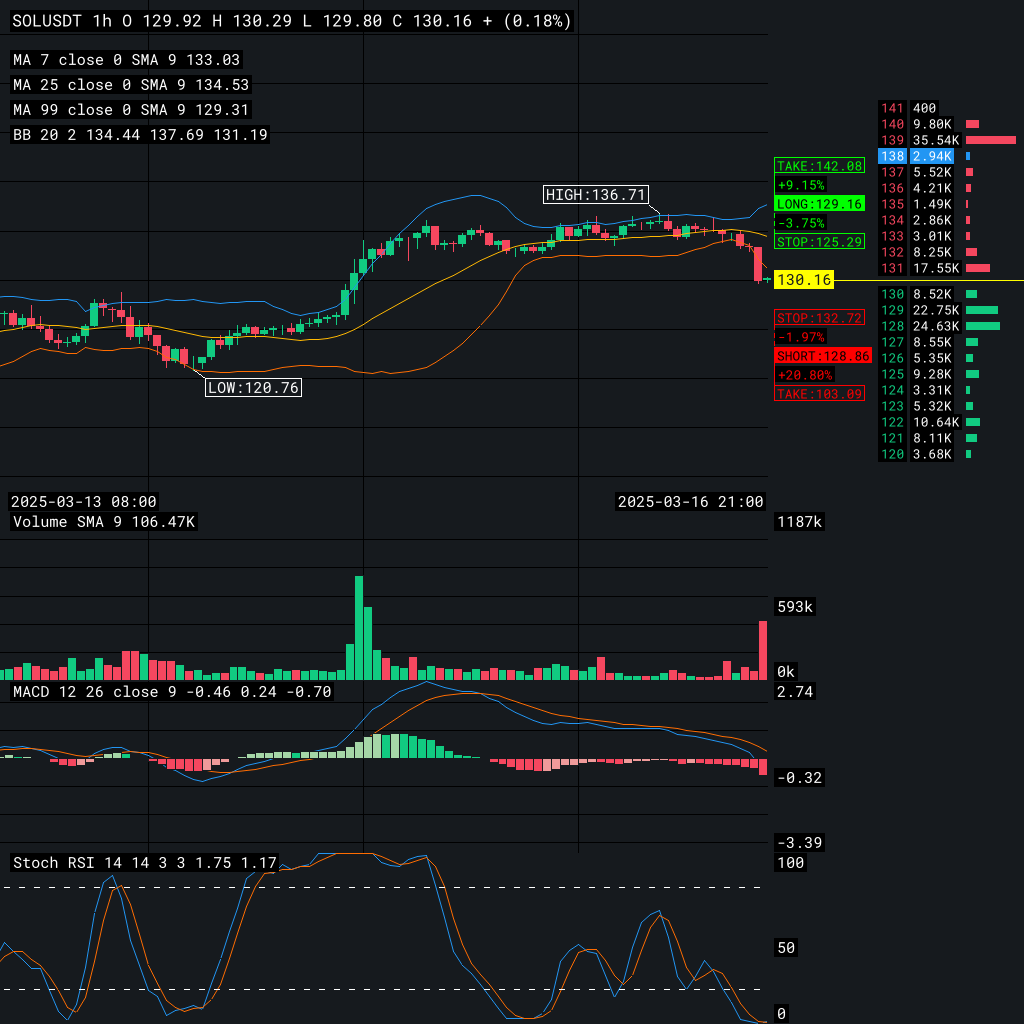 SOLUSDT 1h O 129.92 H 130.29 L 129.80 C 130.16 + (0.18%)
MA 7 close 0 SMA 9 133.03
MA 25 close 0 SMA 9 134.53
MA 99 close 0 SMA 9 129.31
BB 20 2 134.44 137.69 131.19
HIGH:136.71
LOW:120.76
TAKE:142.08
+9.15%
LONG:129.16
-3.75%
STOP:125.29
130.16
STOP:132.72
-1.97%
SHORT:128.86
+20.80%
TAKE:103.09
141 400
140 9.80K
139 35.54K
138 2.94K
137 5.52K
136 4.21K
135 1.49K
134 2.86K
133 3.01K
132 8.25K
131 17.55K
130 8.52K
129 22.75K
128 24.63K
127 8.55K
126 5.35K
125 9.28K
124 3.31K
123 5.32K
122 10.64K
121 8.11K
120 3.68K
2025-03-13 08:00
2025-03-16 21:00
Volume SMA 9 106.47K
1187k
593k
0k
MACD 12 26 close 9 -0.46 0.24 -0.70
2.74
-0.32
-3.39
Stoch RSI 14 14 3 3 1.75 1.17
100
50
0